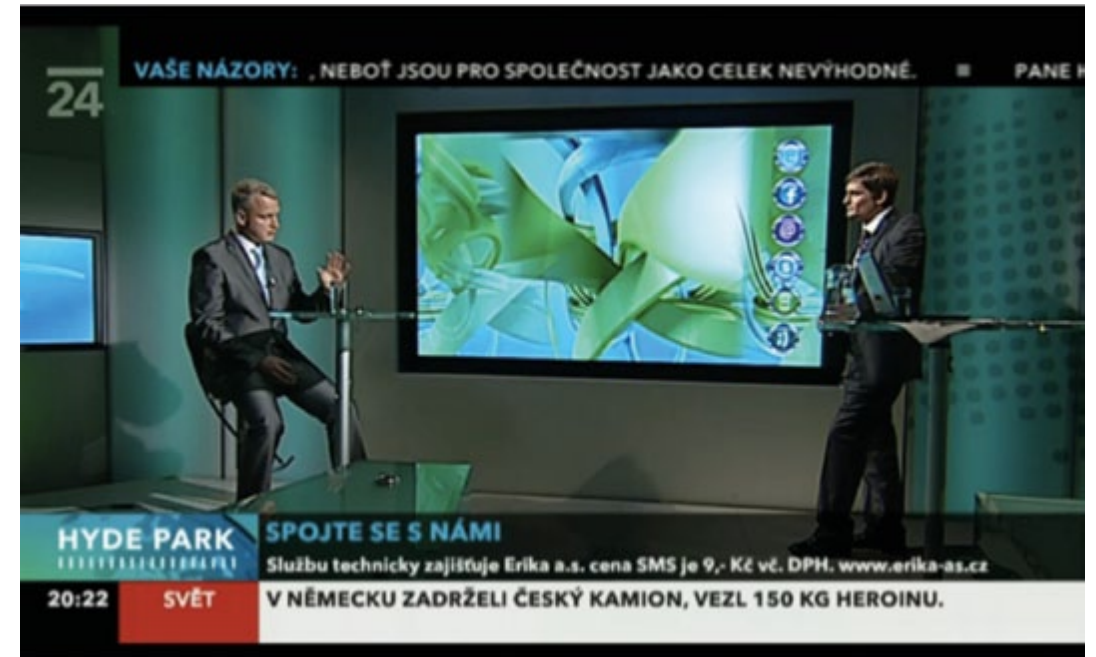 24
VAŠE NÁZORY: , NEBOŤ JSOU PRO SPOLEČNOST JAKO CELEK NEVÝHODNÉ. ■ PANE
HYDE PARK
SPOJTE SE S NÁMI
Službu technicky zajišťuje Erika a.s. cena SMS je 9,- Kč vč. DPH. www.erika-as.cz
20:22
SVĚT
V NĚMECKU ZADRŽELI ČESKÝ KAMION, VEZL 150 KG HEROINU.